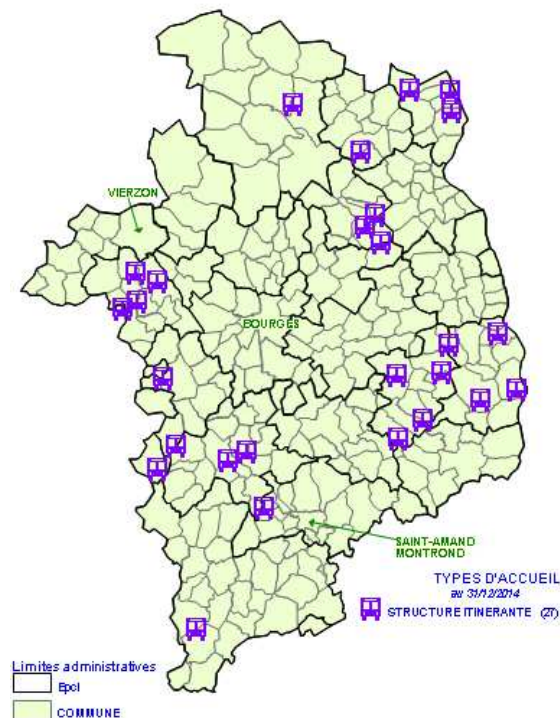 VIERZON
BOURGES
SAINT-AMAND
MONTROND
TYPES D'ACCUEIL
au 31/12/2014
STRUCTURE ITINERANTE (27)
Limites administratives
Epci
COMMUNE